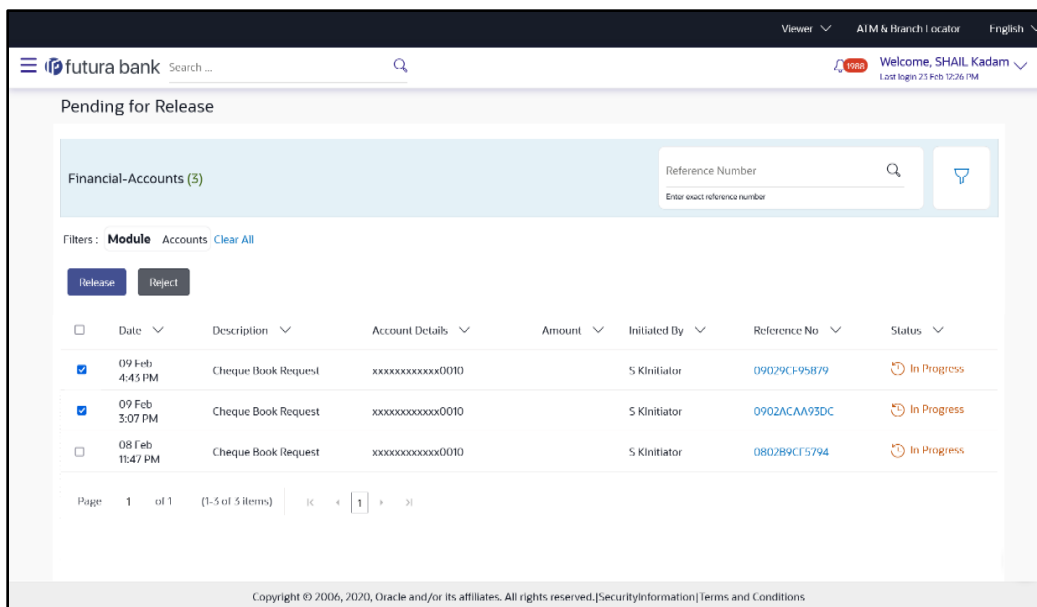 Viewer ATM & Branch Locator English
futura bank Search ... 1988 Welcome, SHAIL Kadam
Last login 23 Feb 12:26 PM
Pending for Release
Financial-Accounts (3) Reference Number
Enter exact reference number
Filters : Module Accounts Clear All
Release Reject
Date Description Account Details Amount Initiated By Reference No Status
09 Feb
4:43 PM Cheque Book Request xxxxxxxxxxxx0010 S KInitiator 09029CF95879 In Progress
09 Feb
3:07 PM Cheque Book Request xxxxxxxxxxxx0010 S KInitiator 0902ACAA93DC In Progress
08 Feb
11:47 PM Cheque Book Request xxxxxxxxxxxx0010 S KInitiator 0802B9CF5794 In Progress
Page 1 of 1 (1-3 of 3 items) 1
Copyright © 2006, 2020, Oracle and/or its affiliates. All rights reserved.|SecurityInformation|Terms and Conditions